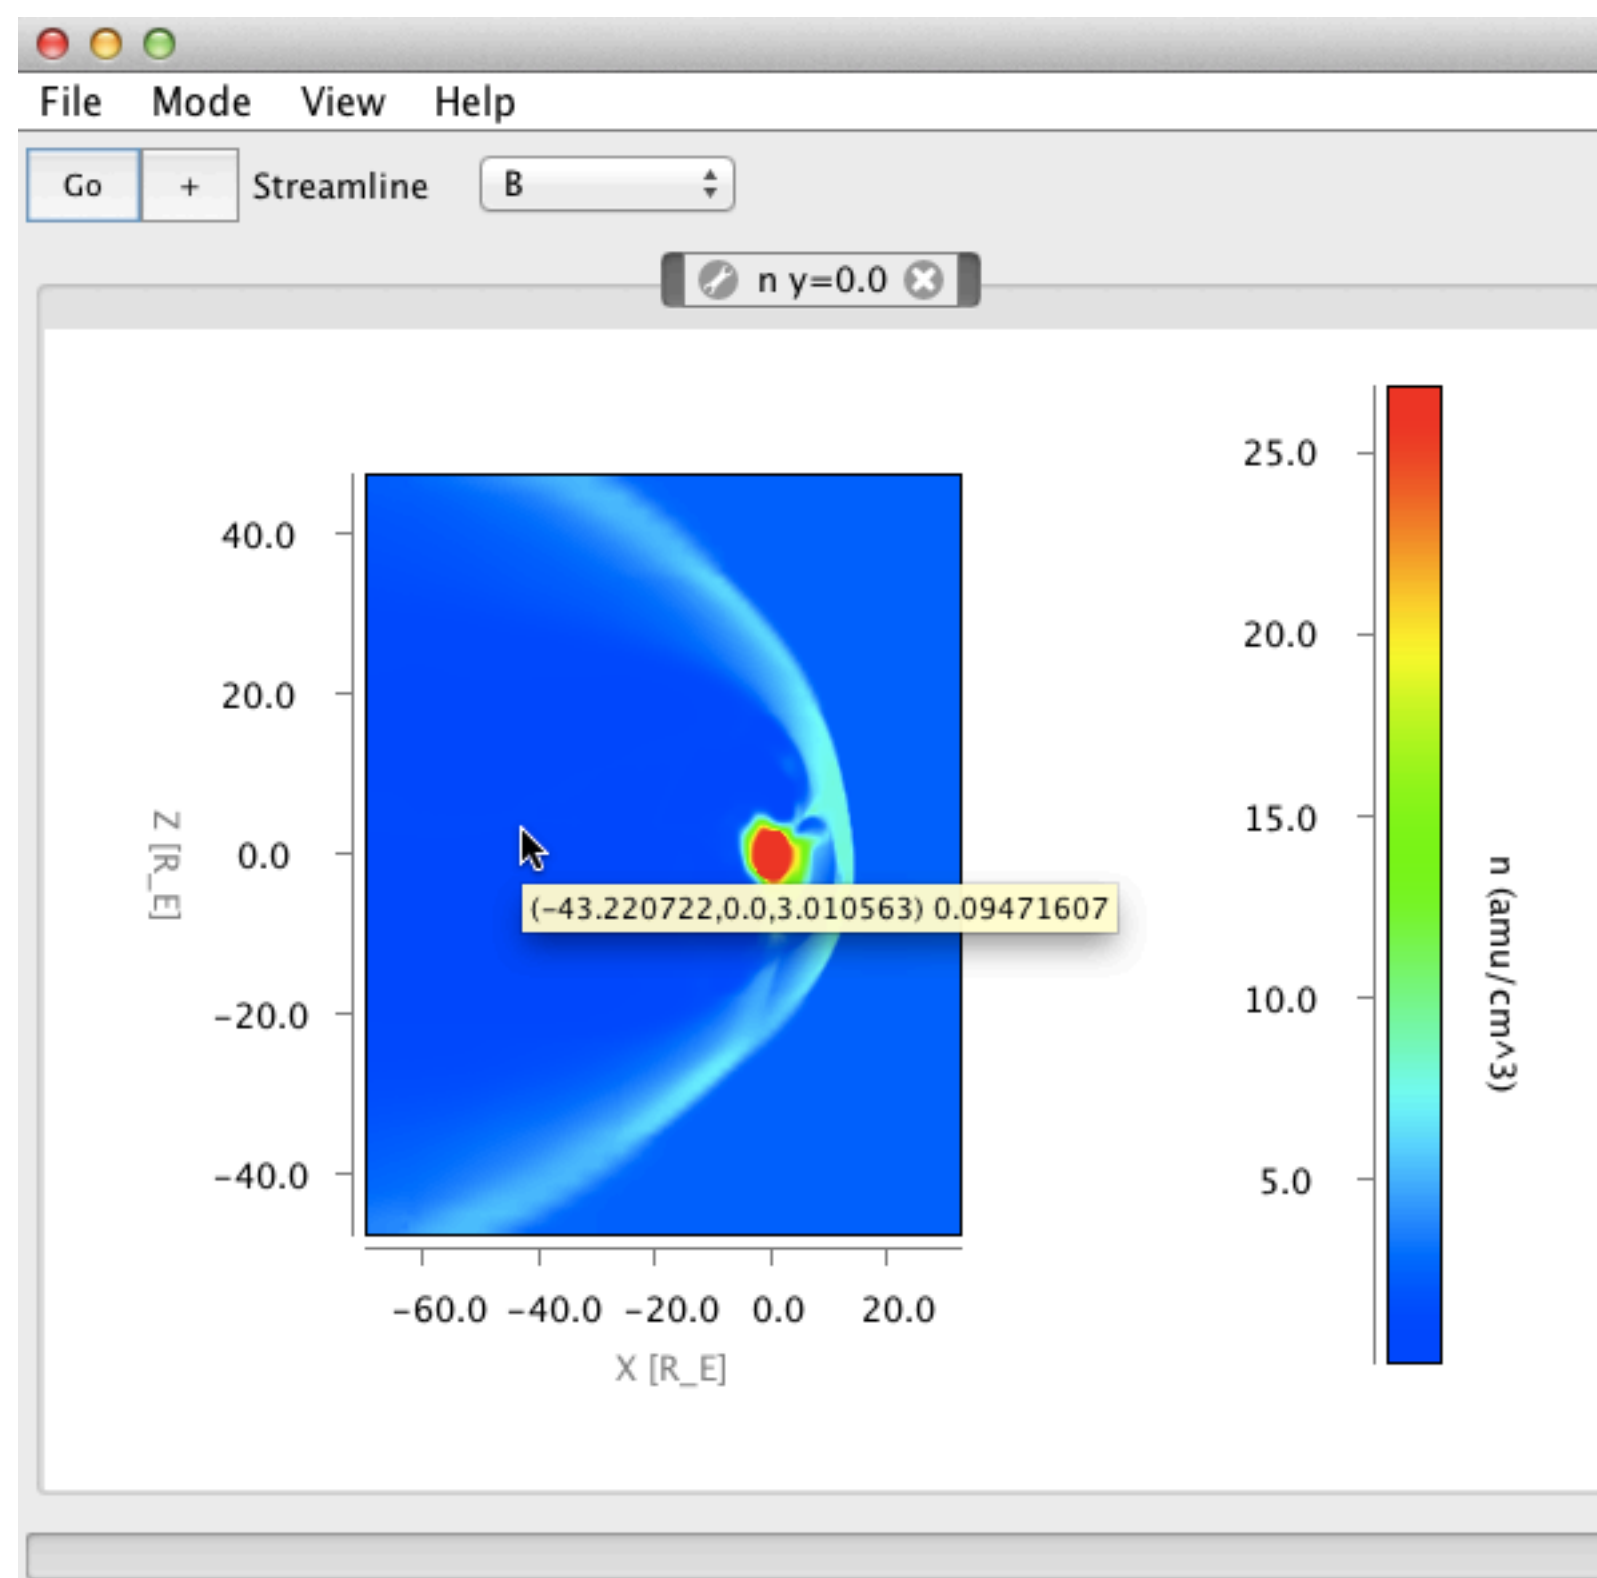 File Mode View Help
Go + Streamline B
n y=0.0
40.0
20.0
0.0
−20.0
−40.0
Z [R_E]
(−43.220722,0.0,3.010563) 0.09471607
−60.0 −40.0 −20.0 0.0 20.0
X [R_E]
25.0
20.0
15.0
10.0
5.0
n (amu/cm^3)